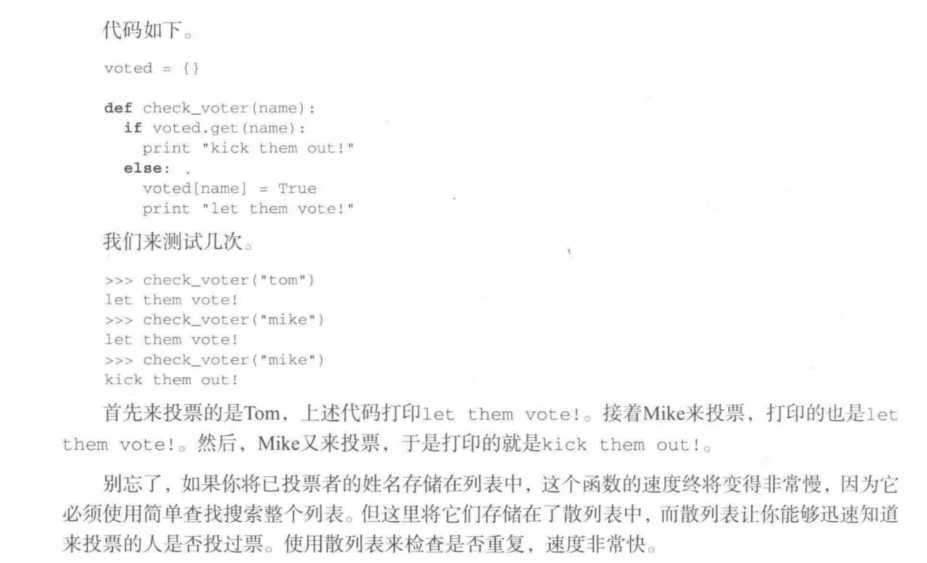 代码如下。
voted = {}
def check_voter(name):
  if voted.get(name):
    print "kick them out!"
  else:
    voted[name] = True
    print "let them vote!"
我们来测试几次。
>>> check_voter("tom")
let them vote!
>>> check_voter("mike")
let them vote!
>>> check_voter("mike")
kick them out!
首先来投票的是Tom，上述代码打印let them vote!。接着Mike来投票，打印的也是let
them vote!。然后，Mike又来投票，于是打印的就是kick them out!。
别忘了，如果你将已投票者的姓名存储在列表中，这个函数的速度终将变得非常慢，因为它
必须使用简单查找搜索整个列表。但这里将它们存储在了散列表中，而散列表让你能够迅速知道
来投票的人是否投过票。使用散列表来检查是否重复，速度非常快。